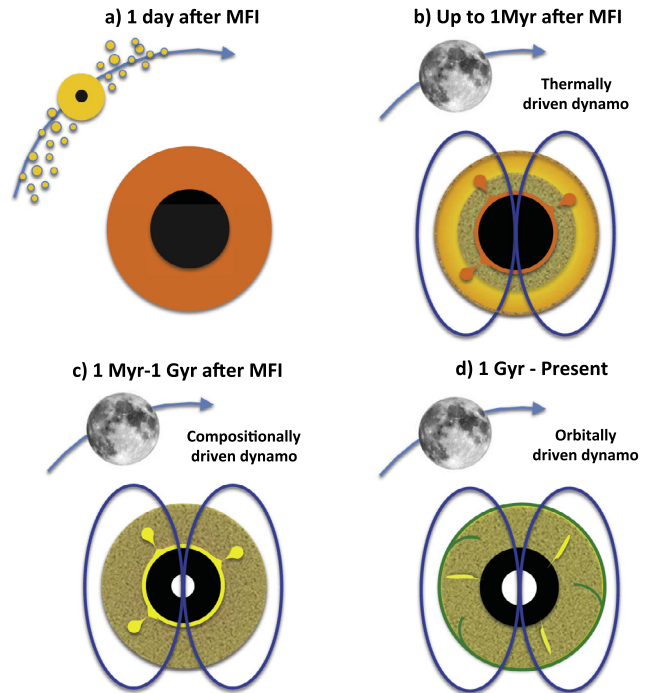 a) 1 day after MFI
b) Up to 1Myr after MFI
Thermally
driven dynamo
c) 1 Myr-1 Gyr after MFI
d) 1 Gyr - Present
Compositionally
driven dynamo
Orbitally
driven dynamo